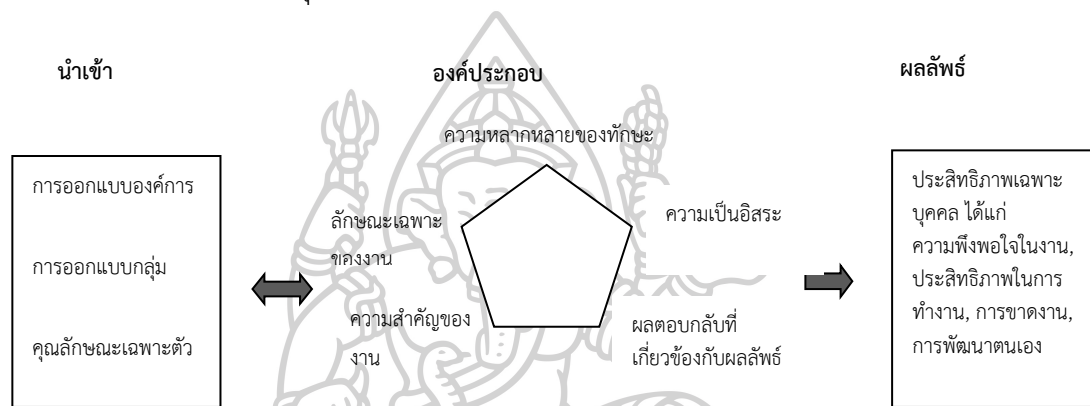 นำเข้า
องค์ประกอบ
ผลลัพธ์
ความหลากหลายของทักษะ
การออกแบบองค์การ
การออกแบบกลุ่ม
คุณลักษณะเฉพาะตัว
ลักษณะเฉพาะ
ของงาน
ความเป็นอิสระ
ความสำคัญของ
งาน
ผลตอบกลับที่
เกี่ยวข้องกับผลลัพธ์
ประสิทธิภาพเฉพาะ
บุคคล ได้แก่
ความพึงพอใจในงาน,
ประสิทธิภาพในการ
ทำงาน, การขาดงาน,
การพัฒนาตนเอง